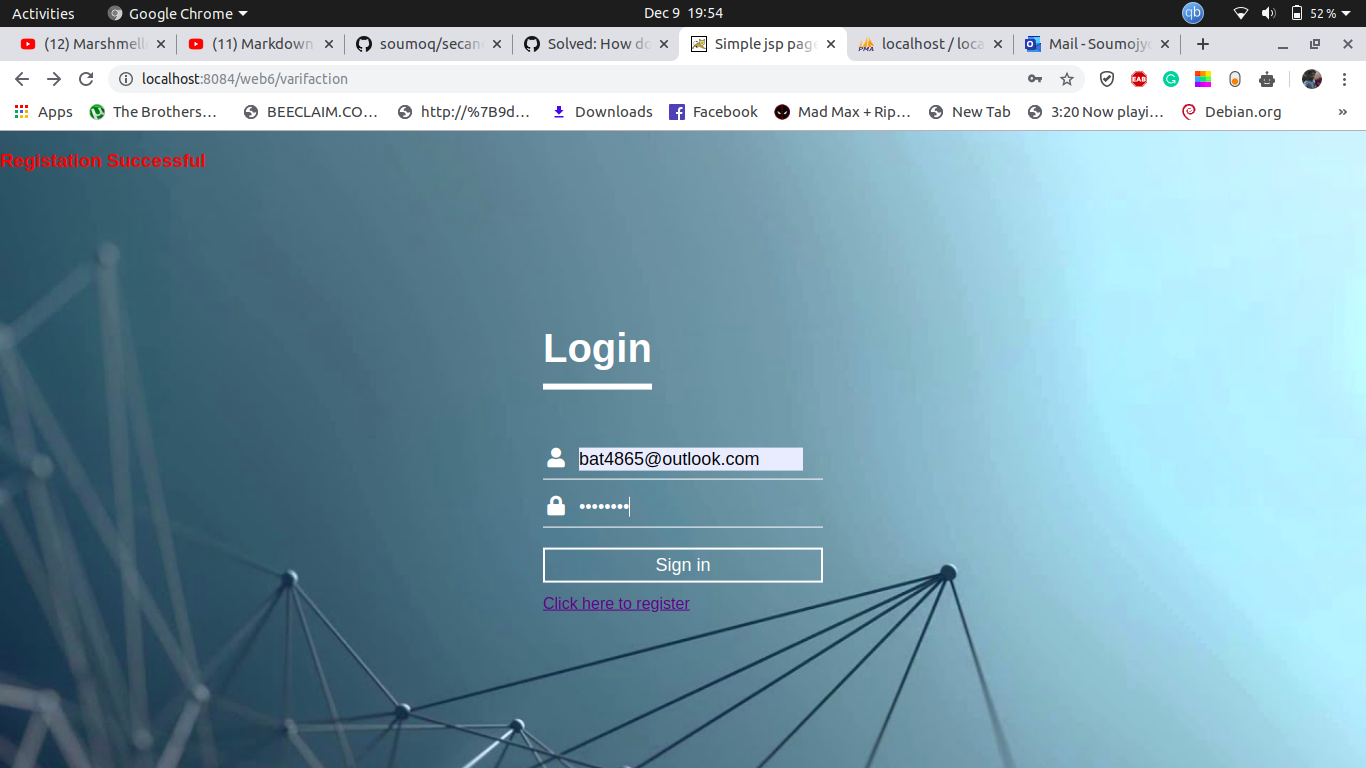 Activities Google Chrome Dec 9 19:54 qb 52 %
(12) Marshmell (11) Markdown soumoq/secan Solved: How do Simple jsp page localhost / loca Mail - Soumojy
localhost:8084/web6/varifaction
Apps The Brothers… BEECLAIM.CO… http://%7B9d… Downloads Facebook Mad Max + Rip… New Tab 3:20 Now playi… Debian.org »
Registation Successful
Login
bat4865@outlook.com
••••••••
Sign in
Click here to register